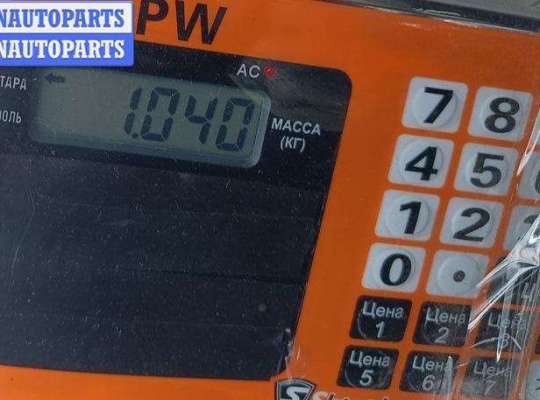 NAUTOPARTS
NAUTOPARTS
PW
AC
ТАРА
1.040
МАССА
(КГ)
7 8
4 5
1 2
0 .
Цена 1
Цена 2
Цена 5
Цена 6
7